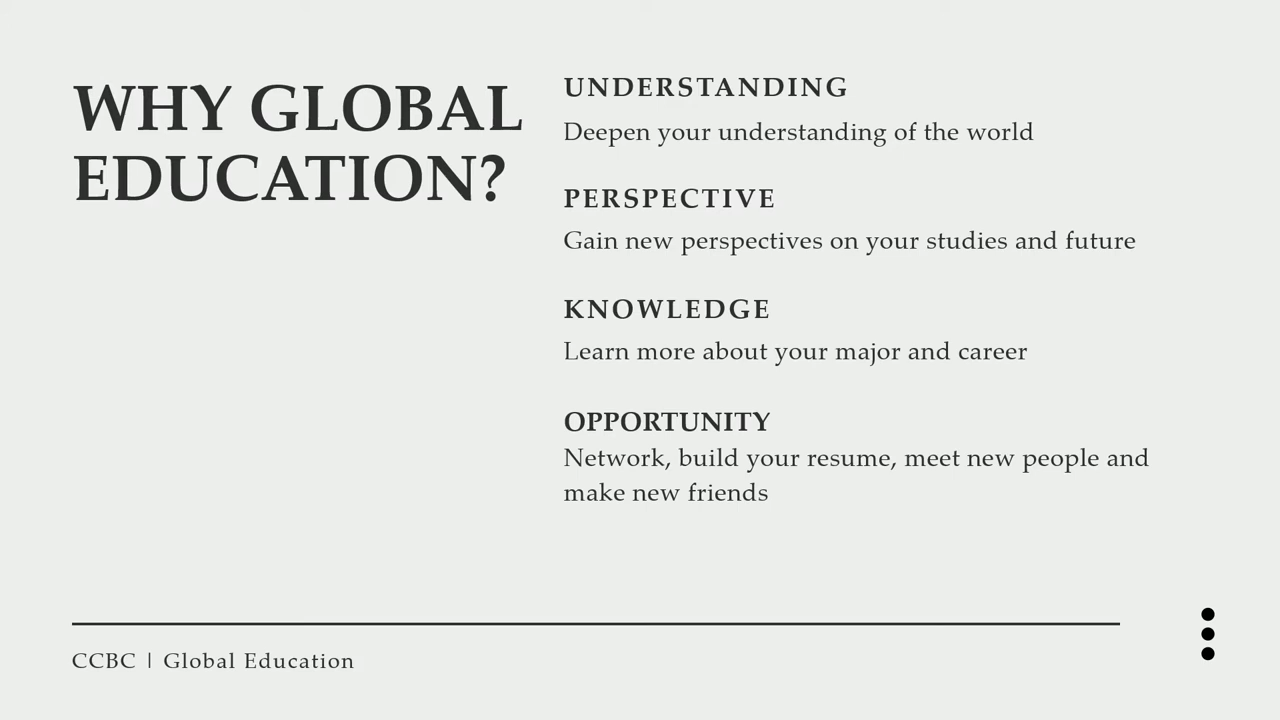 WHY GLOBAL
EDUCATION?
UNDERSTANDING
Deepen your understanding of the world
PERSPECTIVE
Gain new perspectives on your studies and future
KNOWLEDGE
Learn more about your major and career
OPPORTUNITY
Network, build your resume, meet new people and
make new friends
CCBC | Global Education